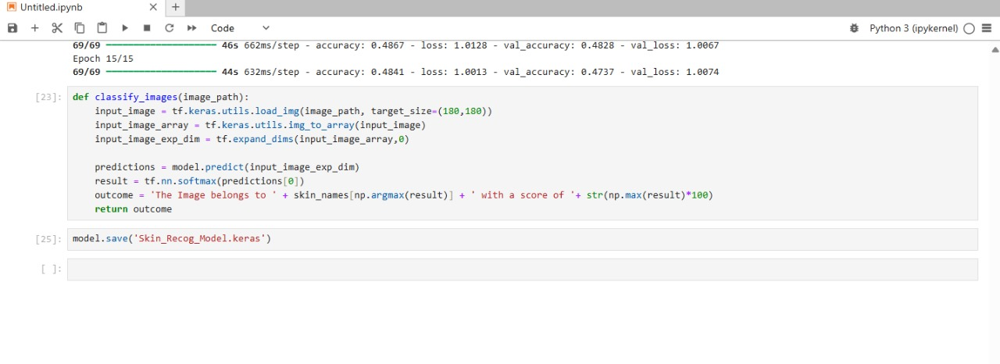 Untitled.ipynb
Code
Python 3 (ipykernel)
69/69 ━━━━━━━━━━━━━━━━━━━━ 46s 662ms/step - accuracy: 0.4867 - loss: 1.0128 - val_accuracy: 0.4828 - val_loss: 1.0067
Epoch 15/15
69/69 ━━━━━━━━━━━━━━━━━━━━ 44s 632ms/step - accuracy: 0.4841 - loss: 1.0013 - val_accuracy: 0.4737 - val_loss: 1.0074
[23]: def classify_images(image_path):
    input_image = tf.keras.utils.load_img(image_path, target_size=(180,180))
    input_image_array = tf.keras.utils.img_to_array(input_image)
    input_image_exp_dim = tf.expand_dims(input_image_array,0)
    predictions = model.predict(input_image_exp_dim)
    result = tf.nn.softmax(predictions[0])
    outcome = 'The Image belongs to ' + skin_names[np.argmax(result)] + ' with a score of '+ str(np.max(result)*100)
    return outcome
[25]: model.save('Skin_Recog_Model.keras')
[ ]: